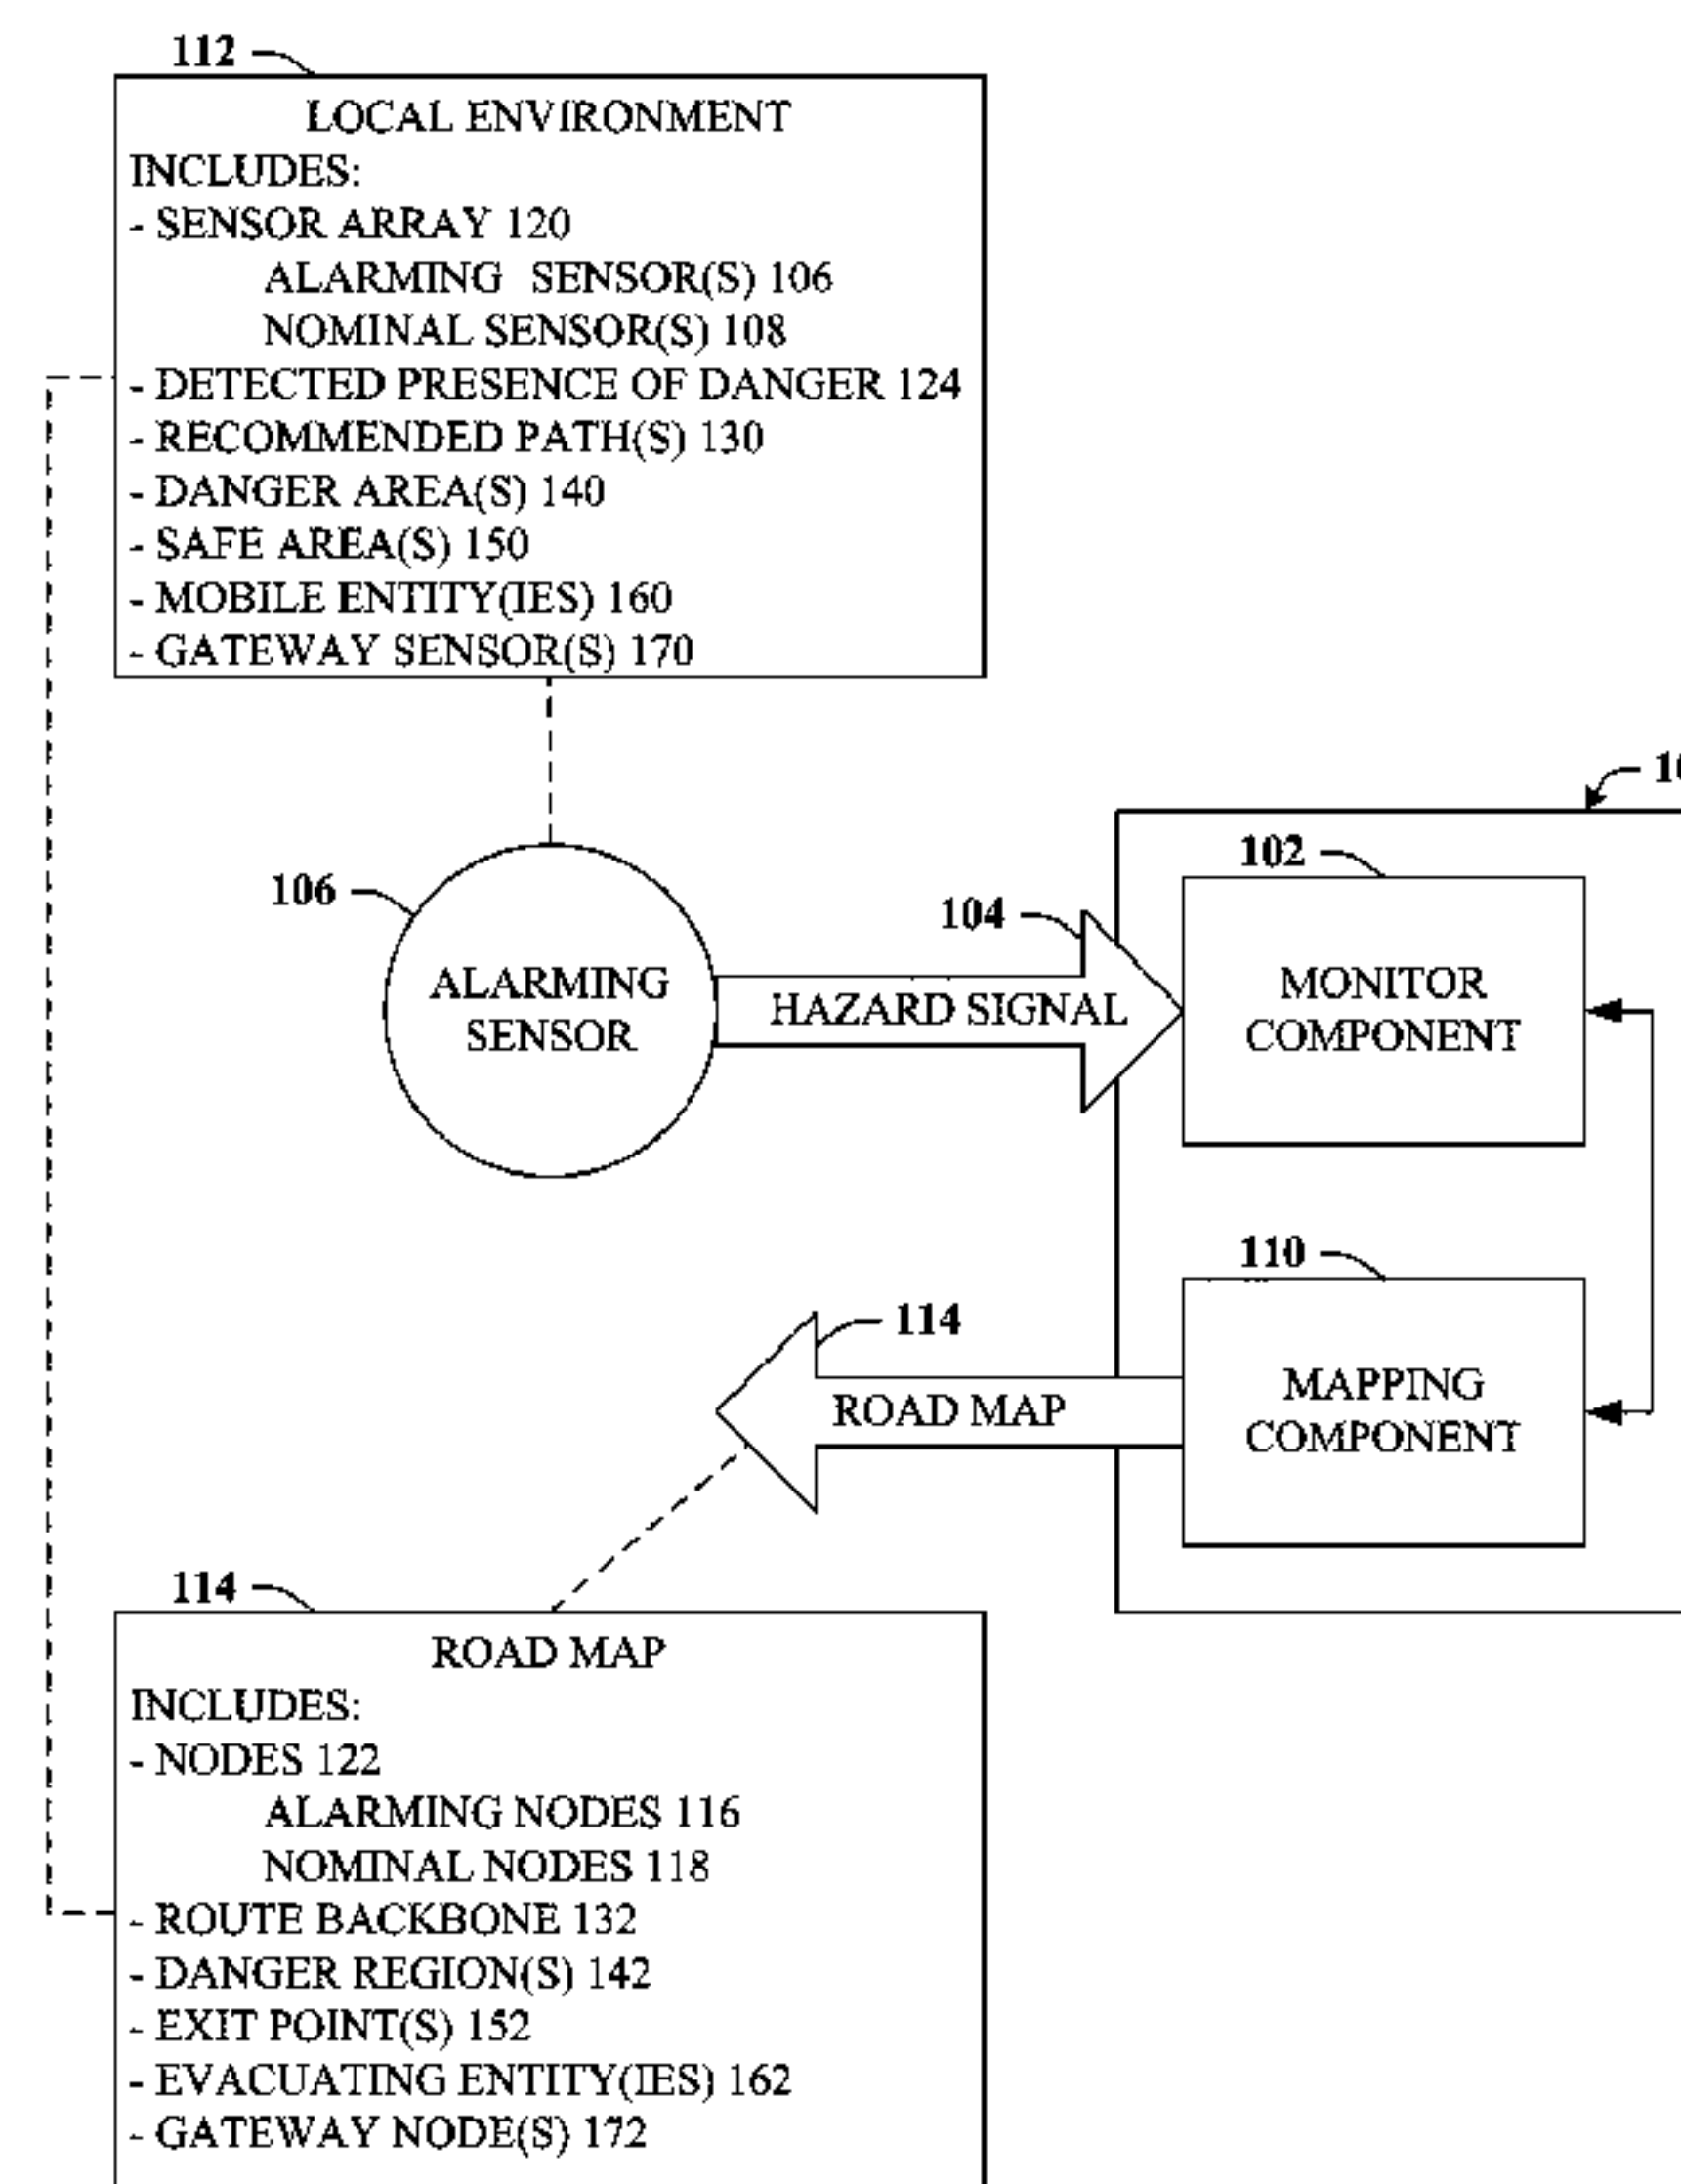 112
LOCAL ENVIRONMENT
INCLUDES:
- SENSOR ARRAY 120
ALARMING SENSOR(S) 106
NOMINAL SENSOR(S) 108
- DETECTED PRESENCE OF DANGER 124
- RECOMMENDED PATH(S) 130
- DANGER AREA(S) 140
- SAFE AREA(S) 150
- MOBILE ENTITY(IES) 160
- GATEWAY SENSOR(S) 170
102
106
104
ALARMING
SENSOR
HAZARD SIGNAL
MONITOR
COMPONENT
110
114
ROAD MAP
MAPPING
COMPONENT
114
ROAD MAP
INCLUDES:
- NODES 122
ALARMING NODES 116
NOMINAL NODES 118
- ROUTE BACKBONE 132
- DANGER REGION(S) 142
- EXIT POINT(S) 152
- EVACUATING ENTITY(IES) 162
- GATEWAY NODE(S) 172